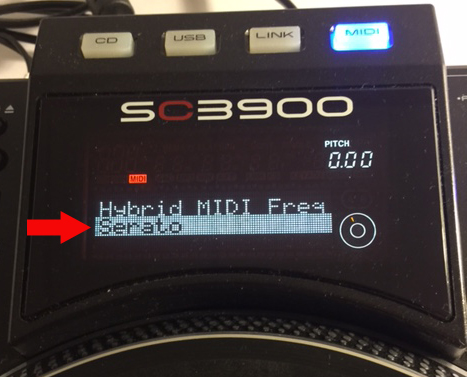 CD USB LINK MIDI
SC3900
PITCH
0.00
MIDI
Hybrid MIDI Freq
Serato